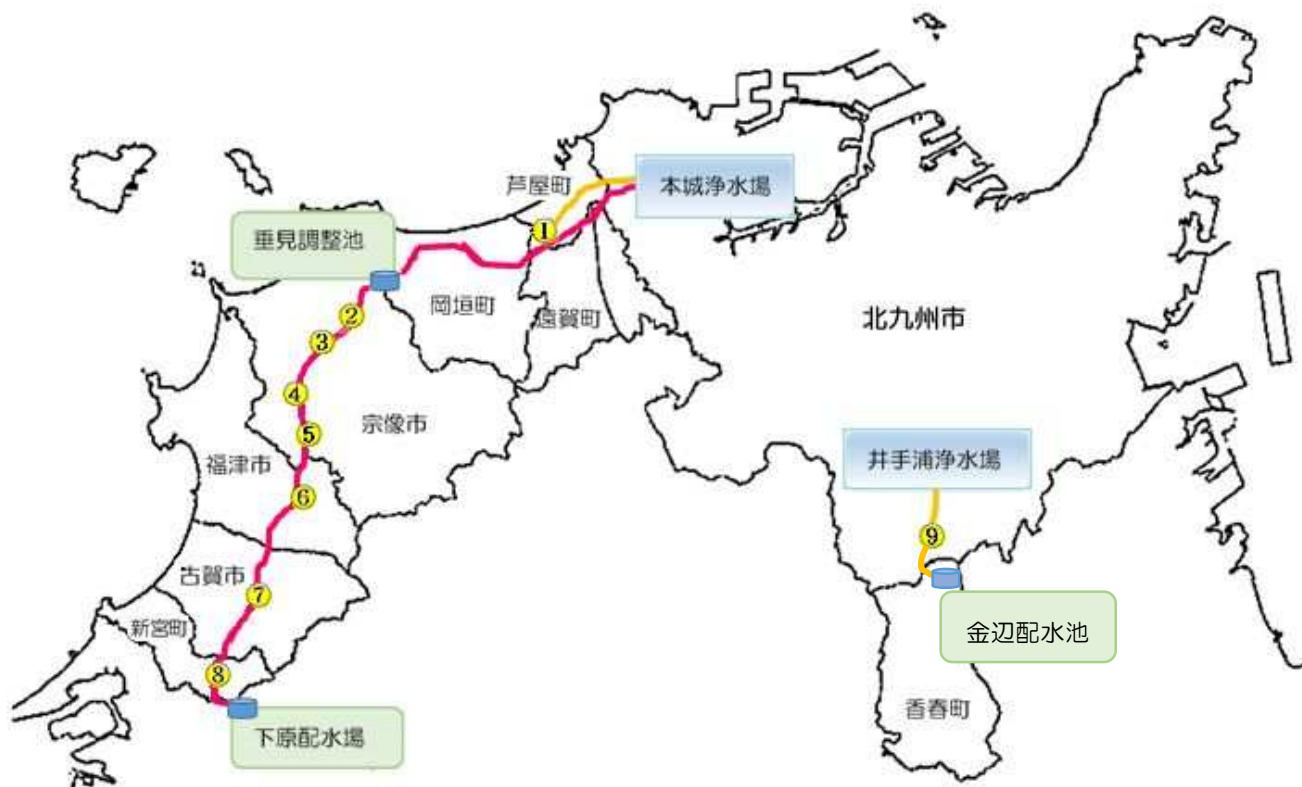 芦屋町
本城浄水場
①
垂見調整池
岡垣町
遠賀町
②
③
北九州市
④
宗像市
⑤
福津市
井手浦浄水場
⑥
⑨
古賀市
⑦
新宮町
金辺配水池
⑧
香春町
下原配水場